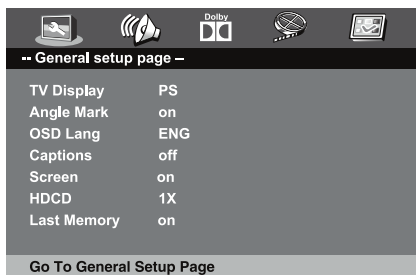 Dolby
-- General setup page –
TV Display PS
Angle Mark on
OSD Lang ENG
Captions off
Screen on
HDCD 1X
Last Memory on
Go To General Setup Page